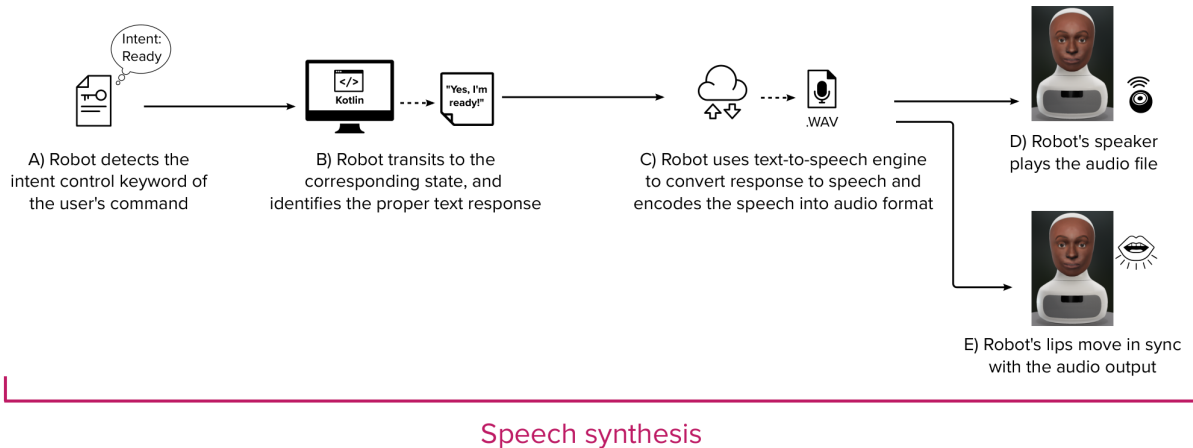 Intent:
Ready
A) Robot detects the
intent control keyword of
the user's command
</>
Kotlin
"Yes, I'm
ready!"
B) Robot transits to the
corresponding state, and
identifies the proper text response
.WAV
C) Robot uses text-to-speech engine
to convert response to speech and
encodes the speech into audio format
D) Robot's speaker
plays the audio file
E) Robot's lips move in sync
with the audio output
Speech synthesis